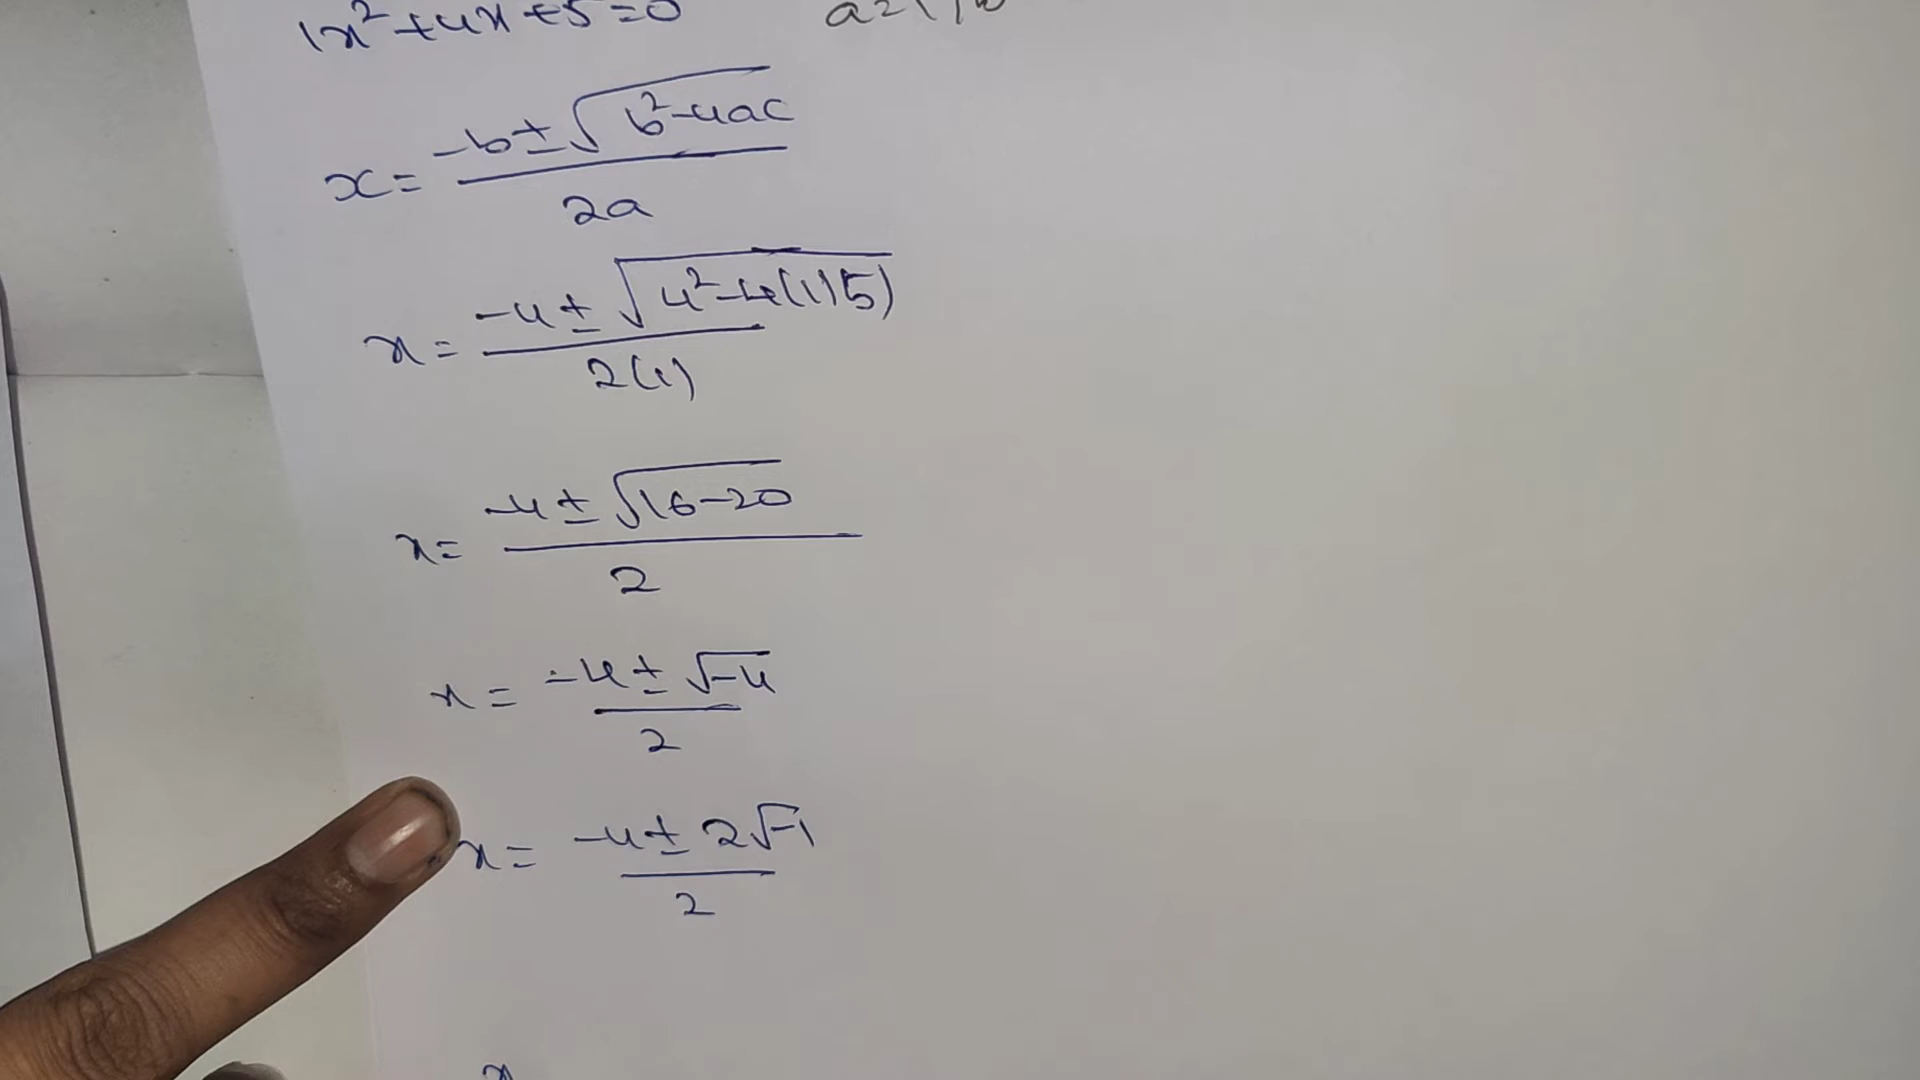 1x²+4x+5=0 a=1,b
x= -b±√b²-4ac / 2a
x= -4±√4²-4(1)5) / 2(1)
x= -4±√16-20 / 2
x= -4±√-4 / 2
x= -4±2√-1 / 2
x